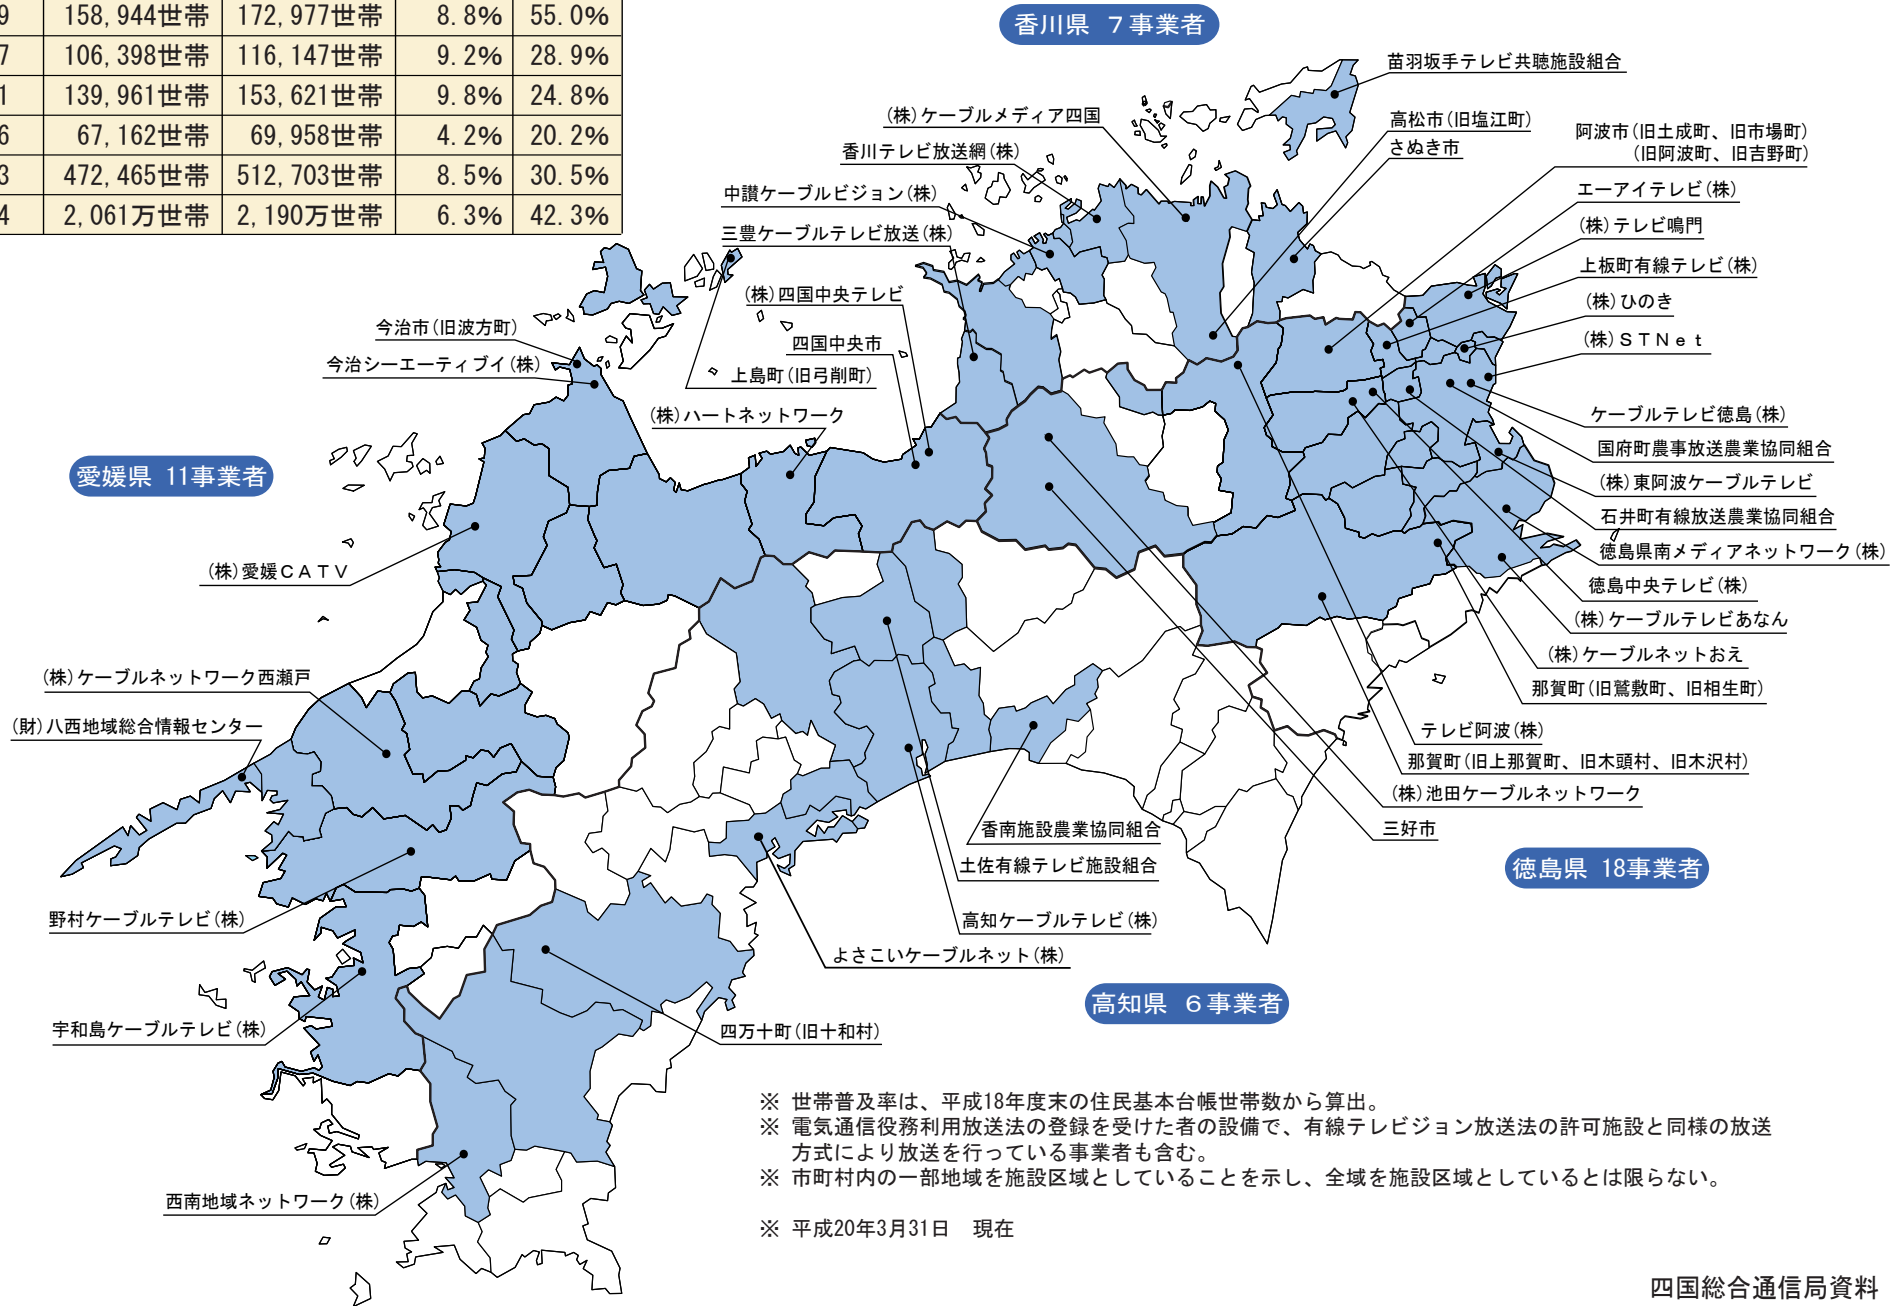 9 158,944世帯 172,977世帯 8.8% 55.0%
7 106,398世帯 116,147世帯 9.2% 28.9%
1 139,961世帯 153,621世帯 9.8% 24.8%
6 67,162世帯 69,958世帯 4.2% 20.2%
3 472,465世帯 512,703世帯 8.5% 30.5%
4 2,061万世帯 2,190万世帯 6.3% 42.3%
香川県 7事業者
苗羽坂手テレビ共聴施設組合
(株)ケーブルメディア四国
高松市(旧塩江町)
香川テレビ放送網(株)
さぬき市
中讃ケーブルビジョン(株)
三豊ケーブルテレビ放送(株)
阿波市(旧土成町、旧市場町)
(旧阿波町、旧吉野町)
エーアイテレビ(株)
(株)テレビ鳴門
上板町有線テレビ(株)
(株)ひのき
(株)STNet
ケーブルテレビ徳島(株)
国府町農事放送農業協同組合
(株)東阿波ケーブルテレビ
石井町有線放送農業協同組合
徳島県南メディアネットワーク(株)
徳島中央テレビ(株)
(株)ケーブルテレビあなん
(株)ケーブルネットおえ
那賀町(旧鷲敷町、旧相生町)
テレビ阿波(株)
那賀町(旧上那賀町、旧木頭村、旧木沢村)
(株)池田ケーブルネットワーク
三好市
徳島県 18事業者
(株)四国中央テレビ
四国中央市
上島町(旧弓削町)
今治市(旧波方町)
今治シーエーティブイ(株)
(株)ハートネットワーク
愛媛県 11事業者
(株)愛媛CATV
(株)ケーブルネットワーク西瀬戸
(財)八西地域総合情報センター
野村ケーブルテレビ(株)
宇和島ケーブルテレビ(株)
西南地域ネットワーク(株)
香南施設農業協同組合
土佐有線テレビ施設組合
高知ケーブルテレビ(株)
よさこいケーブルネット(株)
四万十町(旧十和村)
高知県 6事業者
※ 世帯普及率は、平成18年度末の住民基本台帳世帯数から算出。
※ 電気通信役務利用放送法の登録を受けた者の設備で、有線テレビジョン放送法の許可施設と同様の放送
方式により放送を行っている事業者も含む。
※ 市町村内の一部地域を施設区域としていることを示し、全域を施設区域としているとは限らない。
※ 平成20年3月31日 現在
四国総合通信局資料